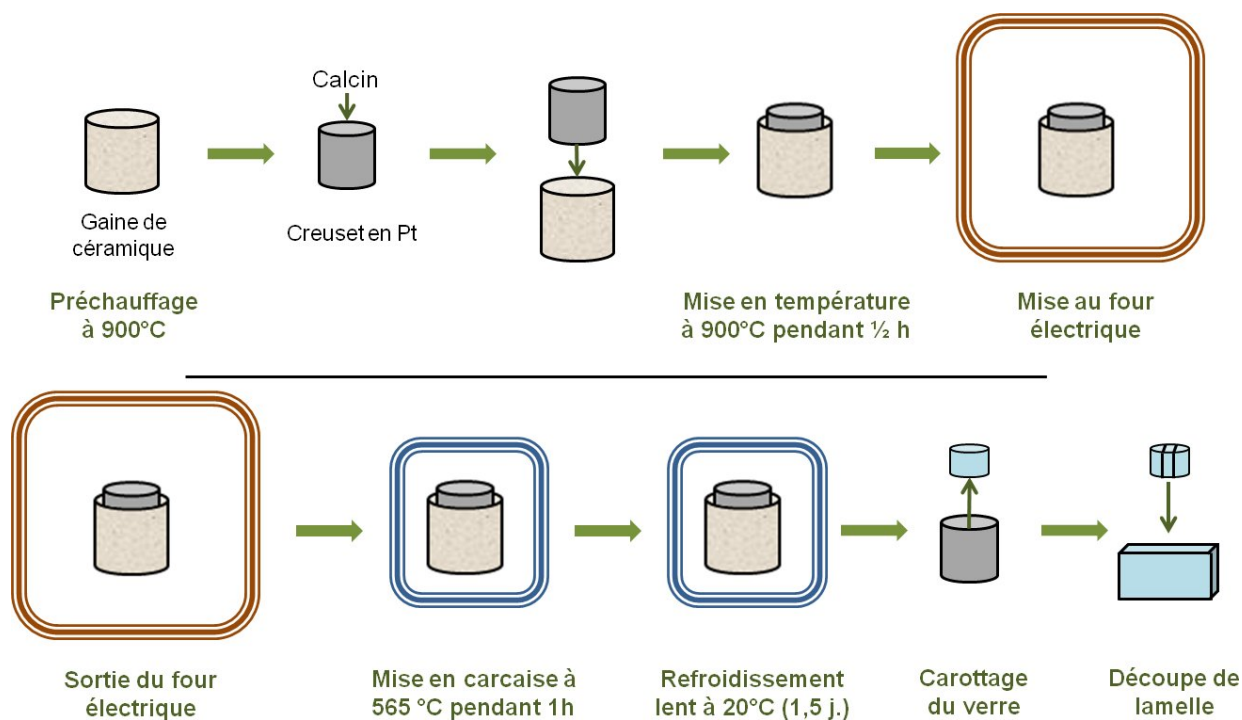 Calcin
Gaine de
céramique
Creuset en Pt
Préchauffage
à 900°C
Mise en température
à 900°C pendant ½ h
Mise au four
électrique
Sortie du four
électrique
Mise en carcaise à
565 °C pendant 1h
Refroidissement
lent à 20°C (1,5 j.)
Carottage
du verre
Découpe de
lamelle